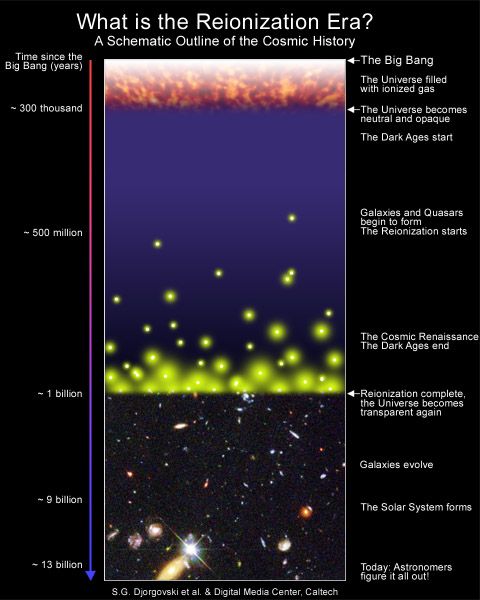 What is the Reionization Era?
A Schematic Outline of the Cosmic History
Time since the
Big Bang (years)
The Big Bang
The Universe filled
with ionized gas
~ 300 thousand
The Universe becomes
neutral and opaque
The Dark Ages start
Galaxies and Quasars
begin to form
The Reionization starts
~ 500 million
The Cosmic Renaissance
The Dark Ages end
~ 1 billion
Reionization complete,
the Universe becomes
transparent again
Galaxies evolve
~ 9 billion
The Solar System forms
~ 13 billion
Today: Astronomers
figure it all out!
S.G. Djorgovski et al. & Digital Media Center, Caltech